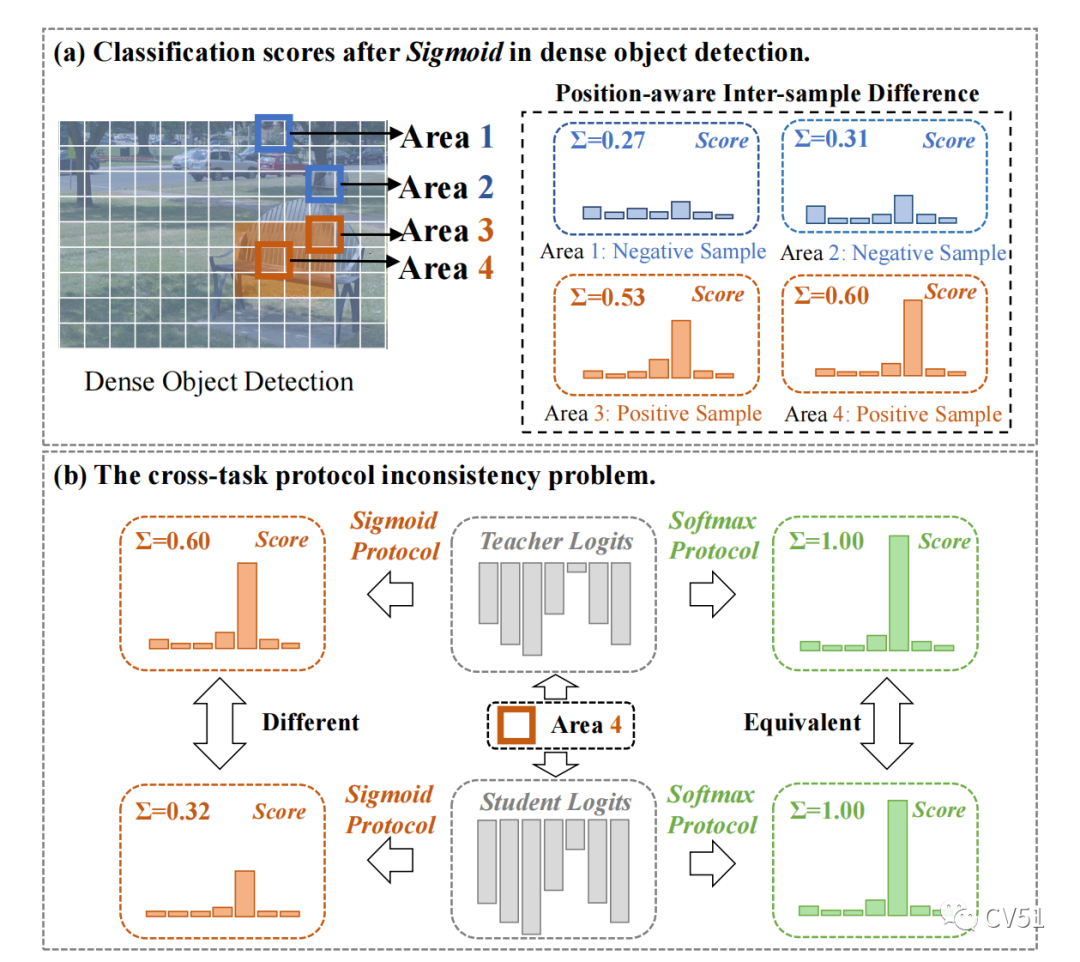 (a) Classification scores after Sigmoid in dense object detection.
Position-aware Inter-sample Difference
Area 1
Area 2
Area 3
Area 4
Dense Object Detection
Σ=0.27 Score
Area 1: Negative Sample
Σ=0.31 Score
Area 2: Negative Sample
Σ=0.53 Score
Area 3: Positive Sample
Σ=0.60 Score
Area 4: Positive Sample
(b) The cross-task protocol inconsistency problem.
Σ=0.60 Score
Sigmoid
Protocol
Teacher Logits
Softmax
Protocol
Σ=1.00 Score
Different
Area 4
Equivalent
Σ=0.32 Score
Sigmoid
Protocol
Student Logits
Softmax
Protocol
Σ=1.00 Score
CV51